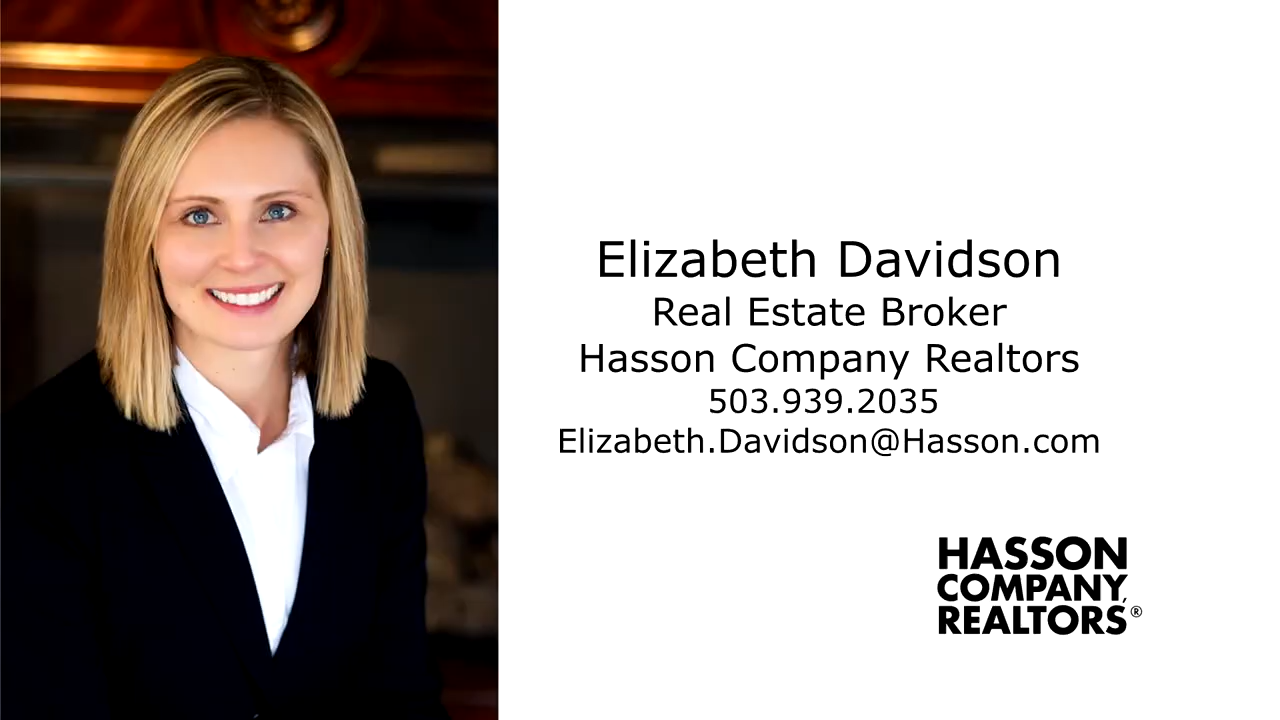 Elizabeth Davidson
Real Estate Broker
Hasson Company Realtors
503.939.2035
Elizabeth.Davidson@Hasson.com
HASSON
COMPANY,
REALTORS®